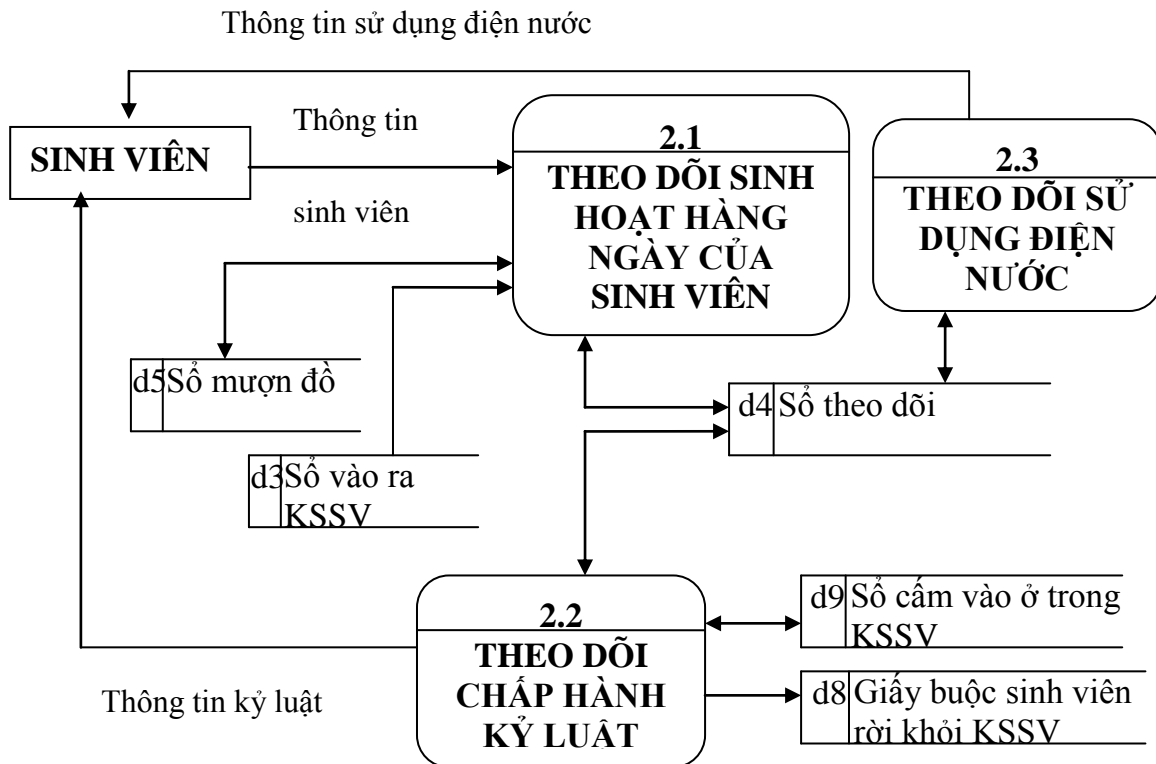 Thông tin sử dụng điện nước
SINH VIÊN
Thông tin
sinh viên
2.1
THEO DÕI SINH
HOẠT HÀNG
NGÀY CỦA
SINH VIÊN
2.3
THEO DÕI SỬ
DỤNG ĐIỆN
NƯỚC
d5 Sổ mượn đồ
d4 Sổ theo dõi
d3 Sổ vào ra
KSSV
2.2
THEO DÕI
CHẤP HÀNH
KỶ LUẬT
d9 Sổ cấm vào ở trong
KSSV
d8 Giấy buộc sinh viên
rời khỏi KSSV
Thông tin kỷ luật